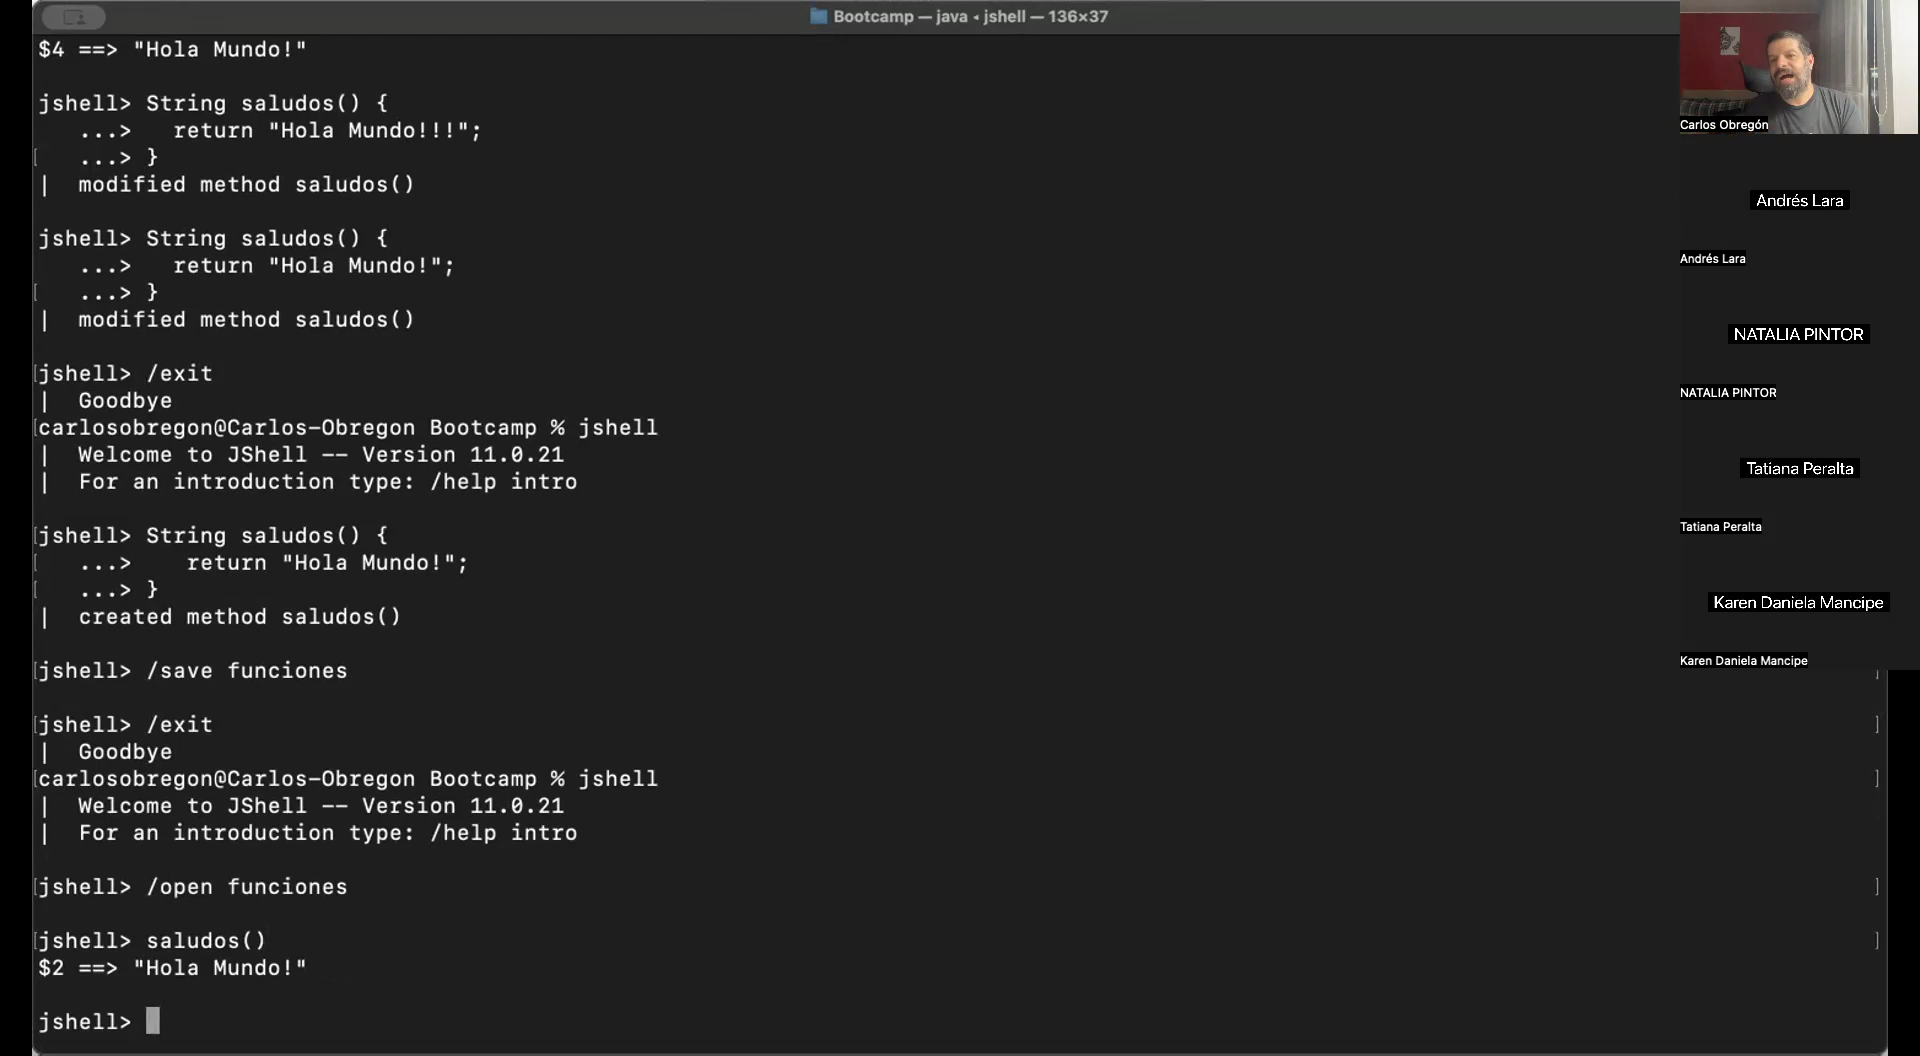 Bootcamp — java ◂ jshell — 136×37
$4 ==> "Hola Mundo!"
jshell> String saludos() {
...> return "Hola Mundo!!!";
...> }
| modified method saludos()
jshell> String saludos() {
...> return "Hola Mundo!";
...> }
| modified method saludos()
jshell> /exit
| Goodbye
carlosobregon@Carlos-Obregon Bootcamp % jshell
| Welcome to JShell -- Version 11.0.21
| For an introduction type: /help intro
jshell> String saludos() {
...> return "Hola Mundo!";
...> }
| created method saludos()
jshell> /save funciones
jshell> /exit
| Goodbye
carlosobregon@Carlos-Obregon Bootcamp % jshell
| Welcome to JShell -- Version 11.0.21
| For an introduction type: /help intro
jshell> /open funciones
jshell> saludos()
$2 ==> "Hola Mundo!"
jshell>
Carlos Obregón
Andrés Lara
Andrés Lara
NATALIA PINTOR
NATALIA PINTOR
Tatiana Peralta
Tatiana Peralta
Karen Daniela Mancipe
Karen Daniela Mancipe